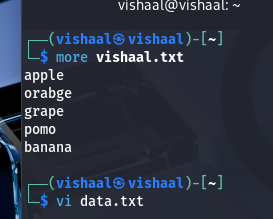 vishaal@vishaal: ~
┌──(vishaal㉿vishaal)-[~]
└─$ more vishaal.txt
apple
orabge
grape
pomo
banana
┌──(vishaal㉿vishaal)-[~]
└─$ vi data.txt